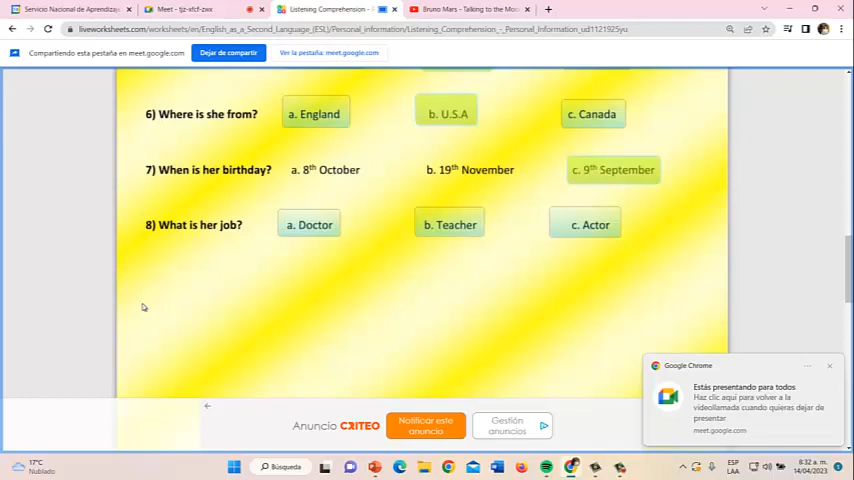 Servicio Nacional de Aprendizaje
Meet - tjz-xfcf-zwx
Listening Comprehension -
Bruno Mars - Talking to the Moo
liveworksheets.com/worksheets/en/English_as_a_Second_Language_(ESL)/Personal_information/Listening_Comprehension_-_Personal_Information_ud1121925yu
Compartiendo esta pestaña en meet.google.com
Dejar de compartir
Ver la pestaña: meet.google.com
6) Where is she from? a. England b. U.S.A c. Canada
7) When is her birthday? a. 8th October b. 19th November c. 9th September
8) What is her job? a. Doctor b. Teacher c. Actor
Google Chrome
Estás presentando para todos
Haz clic aquí para volver a la
videollamada cuando quieras dejar de
presentar
meet.google.com
Anuncio CRITEO
Notificar este
anuncio
Gestión
anuncios
17°C
Nublado
Búsqueda
ESP
LAA
8:32 a. m.
14/04/2023